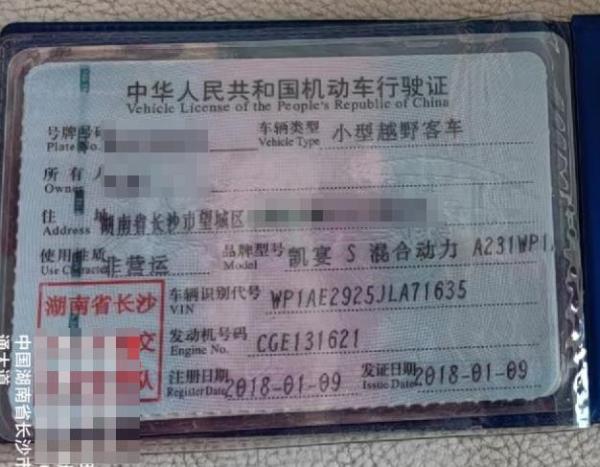 中华人民共和国机动车行驶证
Vehicle License of the People's Republic of China
号牌号码 车辆类型 小型越野客车
Plate No. Vehicle Type
所有人
Owner
住 址 湖南省长沙市望城区
Address
使用性质 非营运 品牌型号 凯宴 S 混合动力 A231WP1
Use Character Model
湖南省长沙 车辆识别代号 WP1AE2925JLA71635
VIN
交 发动机号码 CGE131621
Engine No.
队 注册日期 2018-01-09 发证日期 2018-01-09
Register Date Issue Date
中国湖南省长沙市
通大道